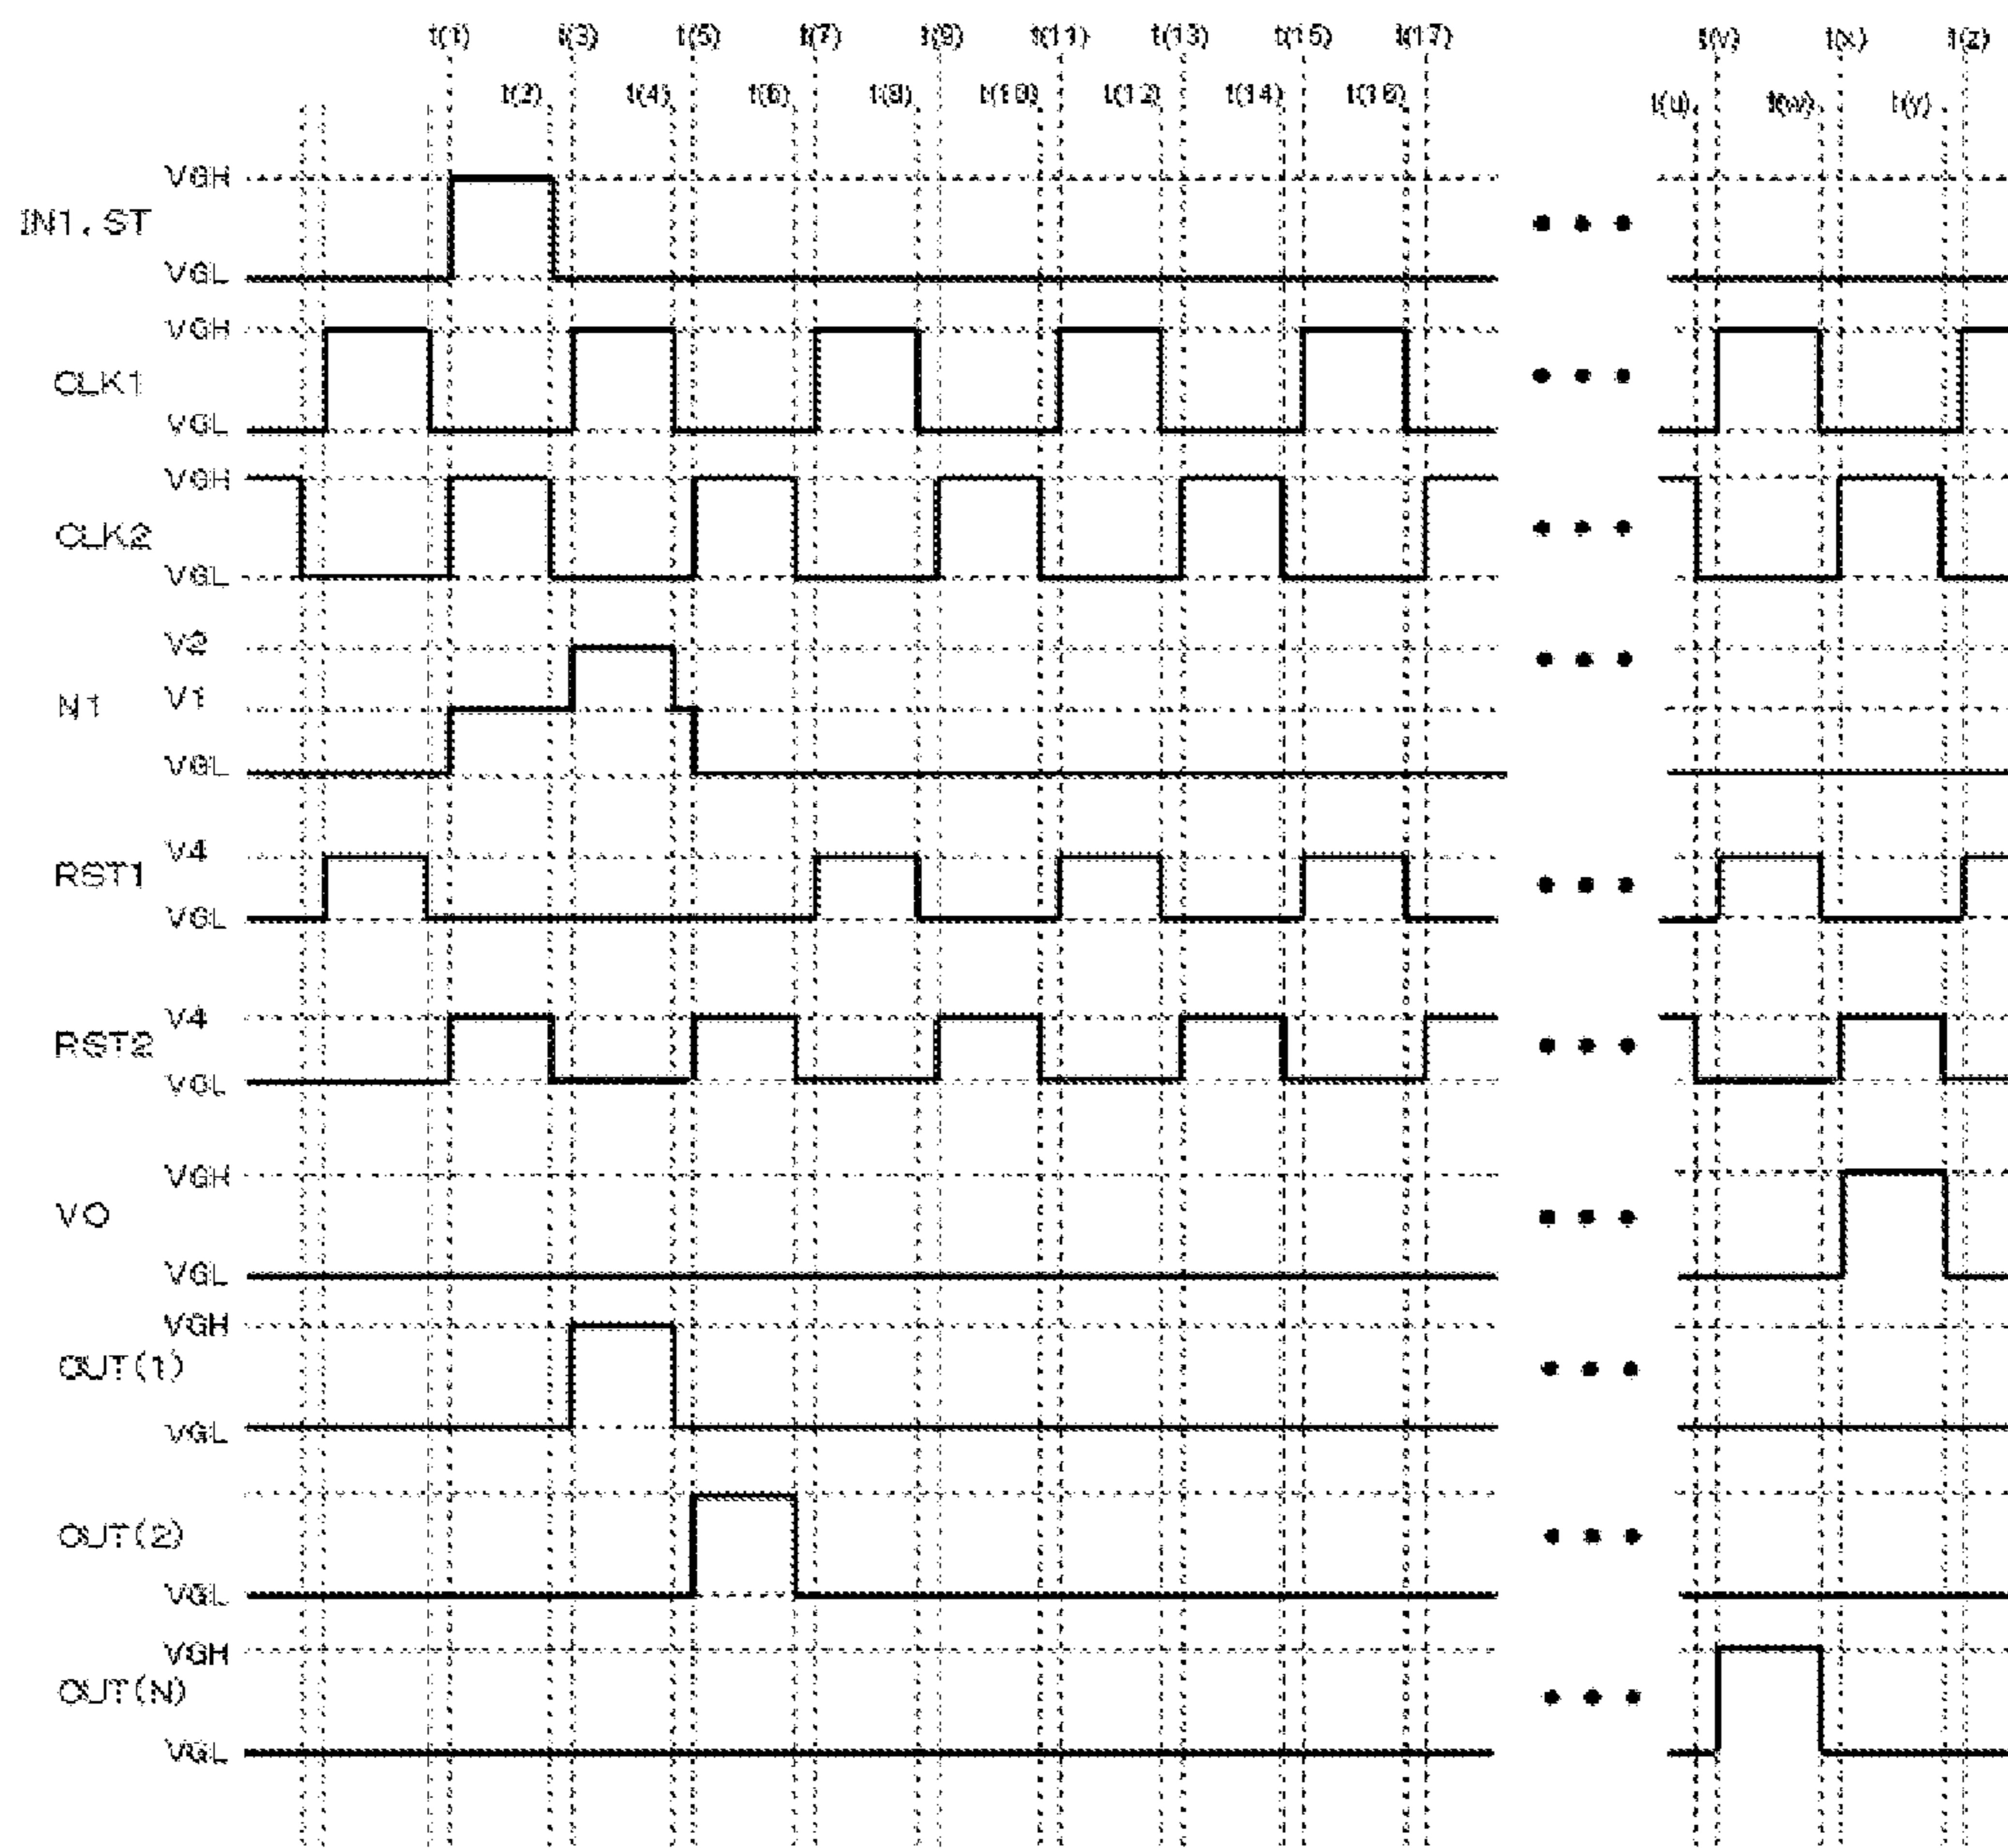 t(1) t(3) t(5) t(7) t(9) t(11) t(13) t(15) t(17) t(v) t(x) t(z)
t(2) t(4) t(6) t(8) t(10) t(12) t(14) t(16) t(u) t(w) t(y)
VGH
IN1.ST
VGL
VGH
CLK1
VGL
VGH
CLK2
VGL
V2
N1 V1
VGL
V4
RST1
VGL
V4
RST2
VGL
VGH
VO
VGL
VGH
OUT(1)
VGL
OUT(2)
VGL
VGH
OUT(N)
VGL